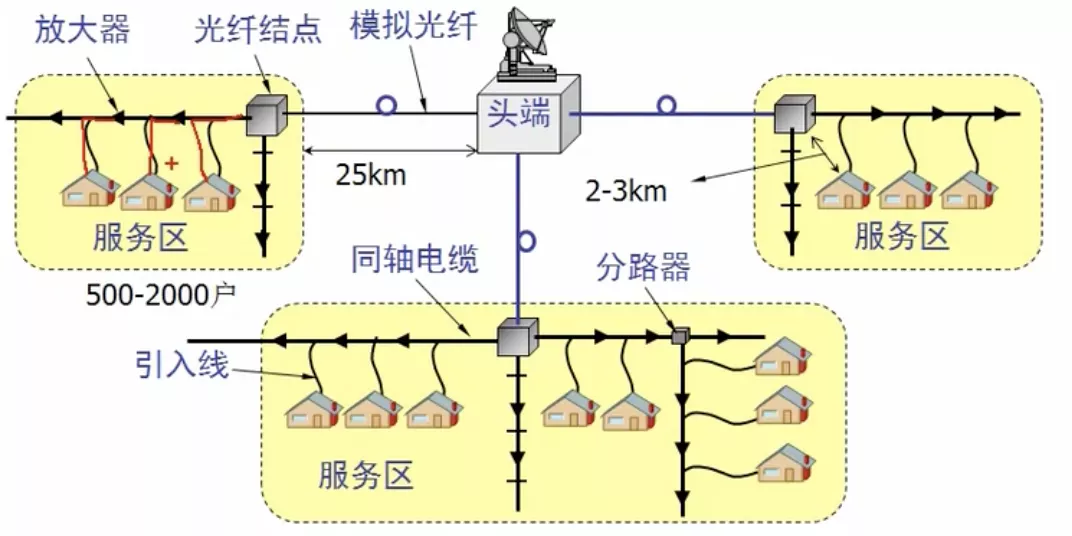 放大器
光纤结点
模拟光纤
头端
25km
2-3km
服务区
服务区
500-2000户
同轴电缆
分路器
引入线
服务区